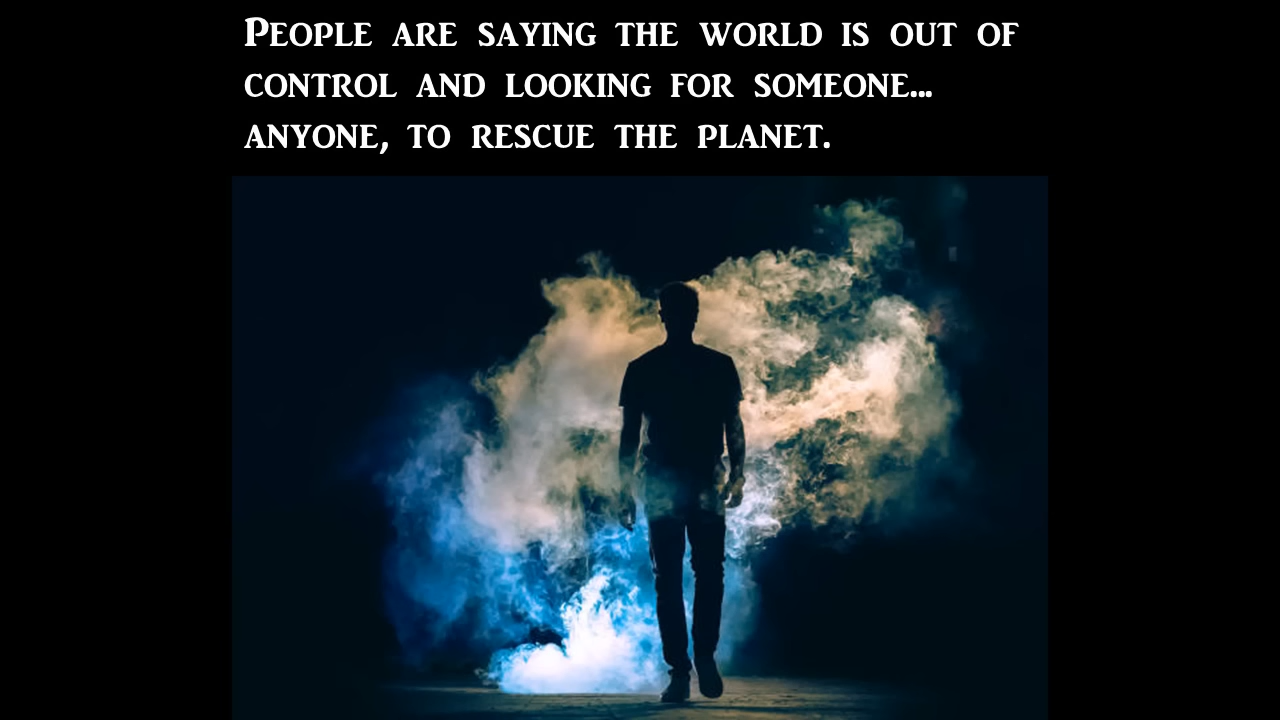 People are saying the world is out of
control and looking for someone...
anyone, to rescue the planet.